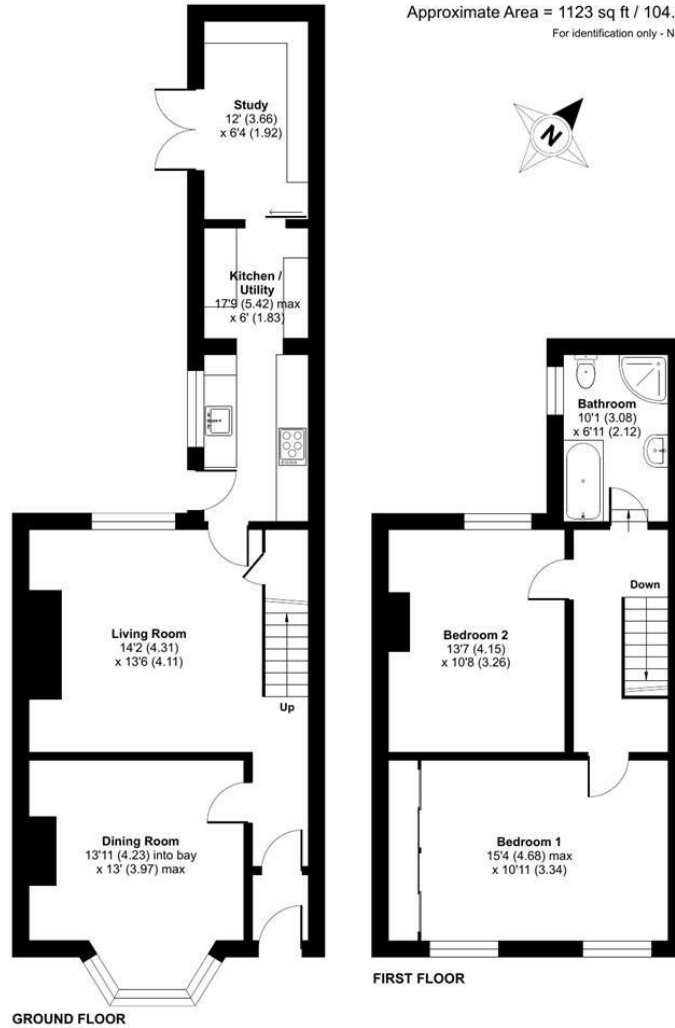 Approximate Area = 1123 sq ft / 104.
For identification only - N
Study
12' (3.66)
x 6'4 (1.92)
N
Kitchen /
Utility
17'9 (5.42) max
x 6' (1.83)
Bathroom
10'1 (3.08)
x 6'11 (2.12)
Living Room
14'2 (4.31)
x 13'6 (4.11)
Up
Bedroom 2
13'7 (4.15)
x 10'8 (3.26)
Down
Dining Room
13'11 (4.23) into bay
x 13' (3.97) max
Bedroom 1
15'4 (4.68) max
x 10'11 (3.34)
FIRST FLOOR
GROUND FLOOR